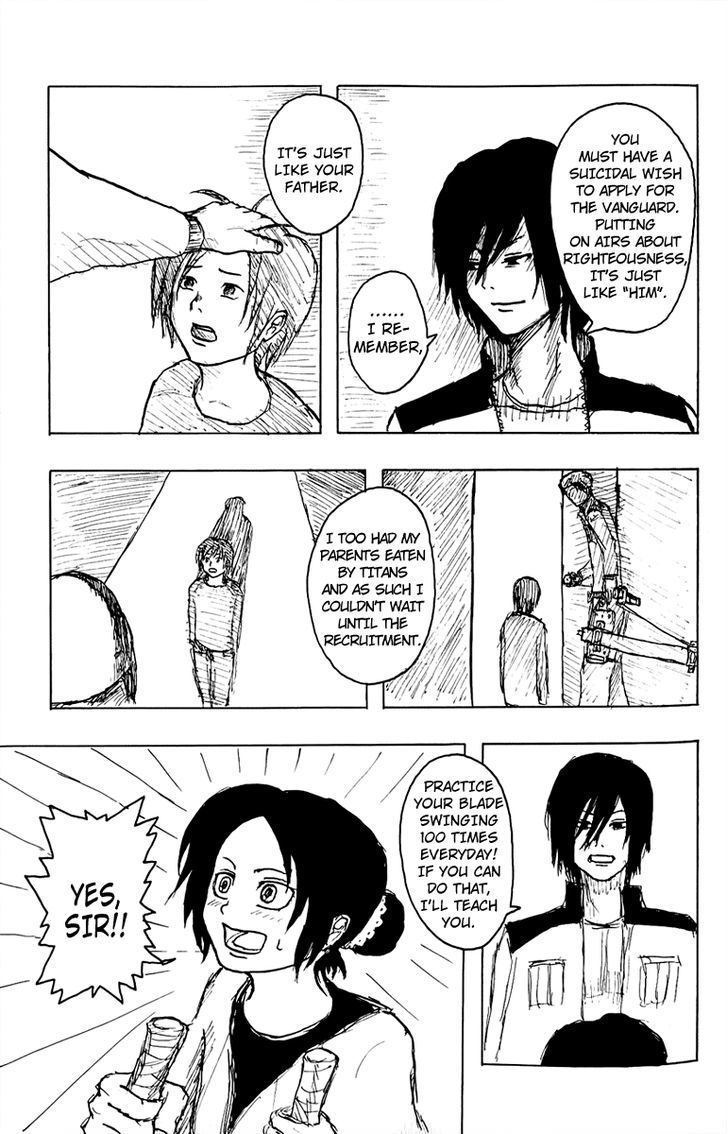 YOU
MUST HAVE A
SUICIDAL WISH
TO APPLY FOR
THE VANGUARD.
PUTTING
ON AIRS ABOUT
RIGHTEOUSNESS,
IT'S JUST
LIKE "HIM".
......
I RE-
MEMBER,
IT'S JUST
LIKE YOUR
FATHER.
I TOO HAD MY
PARENTS EATEN
BY TITANS
AND AS SUCH I
COULDN'T WAIT
UNTIL THE
RECRUITMENT.
PRACTICE
YOUR BLADE
SWINGING
100 TIMES
EVERYDAY!
IF YOU CAN
DO THAT,
I'LL TEACH
YOU.
YES,
SIR!!